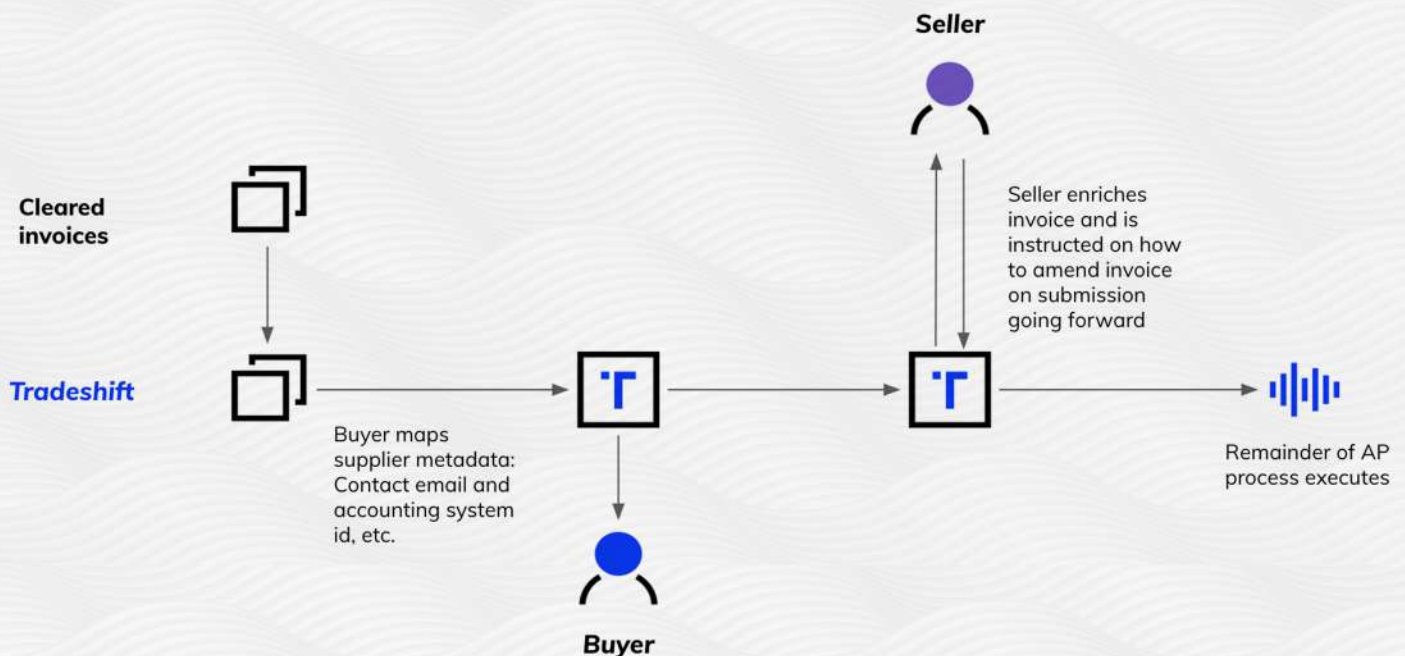 Seller
Cleared
invoices
Seller enriches
invoice and is
instructed on how
to amend invoice
on submission
going forward
Tradeshift
T
T
Buyer maps
supplier metadata:
Contact email and
accounting system
id, etc.
Remainder of AP
process executes
Buyer